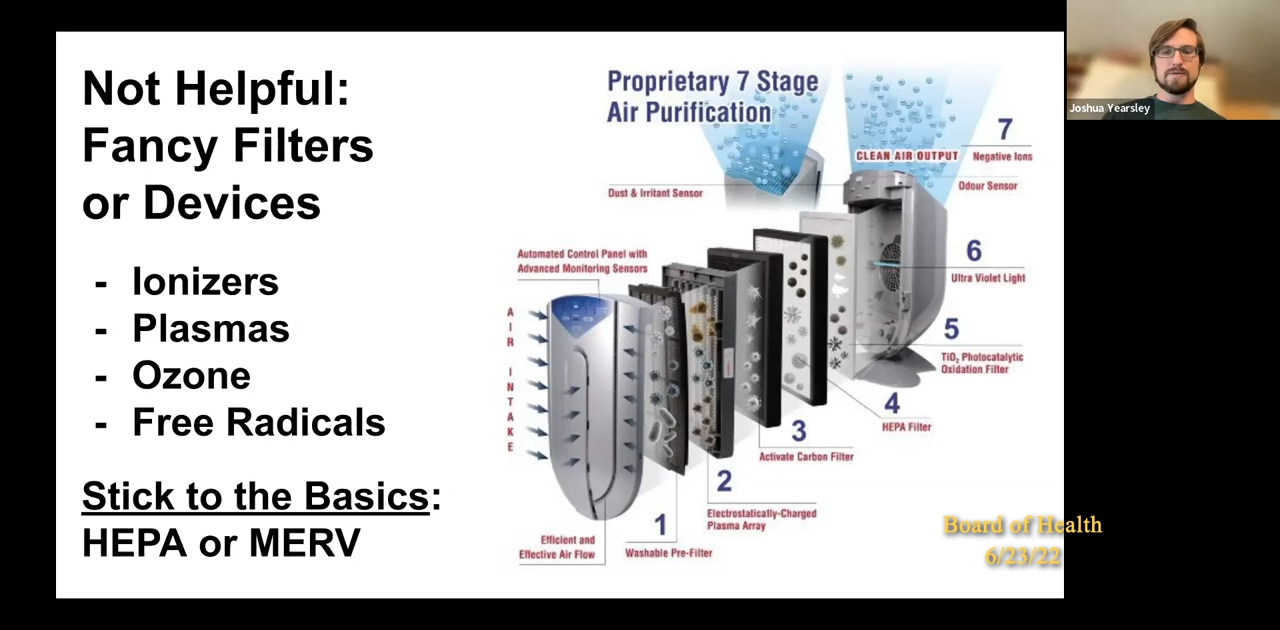 Not Helpful:
Fancy Filters
or Devices
- Ionizers
- Plasmas
- Ozone
- Free Radicals
Stick to the Basics:
HEPA or MERV
Proprietary 7 Stage
Air Purification
7
CLEAN AIR OUTPUT
Negative Ions
Dust & Irritant Sensor
Odour Sensor
Automated Control Panel with
Advanced Monitoring Sensors
6
Ultra Violet Light
AIR INTAKE
5
TiO₂ Photocatalytic
Oxidation Filter
4
HEPA Filter
3
Activate Carbon Filter
2
Electrostatically-Charged
Plasma Array
1
Washable Pre-Filter
Efficient and
Effective Air Flow
Joshua Yearsley
Board of Health
6/23/22